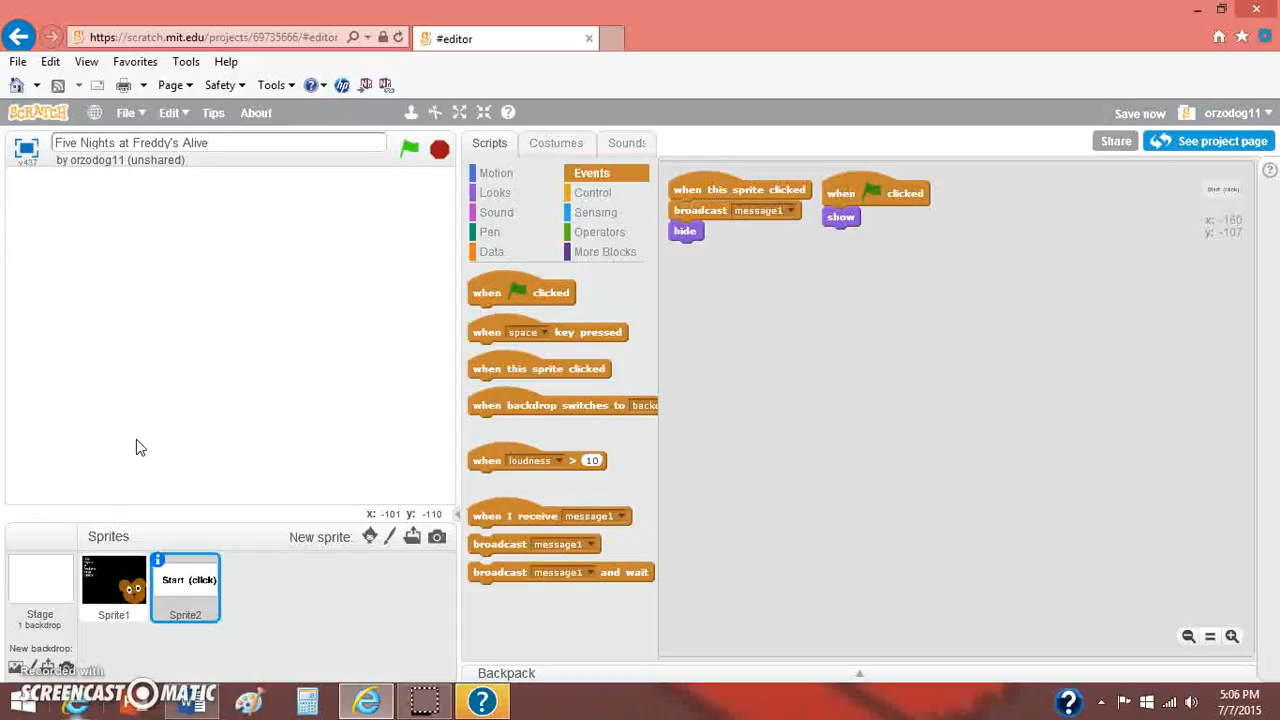 https://scratch.mit.edu/projects/69735666/#editor
#editor
File Edit View Favorites Tools Help
Page Safety Tools
SCRATCH File Edit Tips About Save now orzodog11
Five Nights at Freddy's Alive
by orzodog11 (unshared)
v437
Scripts Costumes Sounds
Share See project page
Motion Events
Looks Control
Sound Sensing
Pen Operators
Data More Blocks
when clicked
when space key pressed
when this sprite clicked
when backdrop switches to
when loudness > 10
when I receive message1
broadcast message1
broadcast message1 and wait
when this sprite clicked
broadcast message1
hide
when clicked
show
Start (click)
x: -160
y: -107
x: -101 y: -110
Sprites New sprite:
Stage
1 backdrop
New backdrop:
Sprite1
Start (click)
Sprite2
Backpack
Recorded with
SCREENCAST MATIC
5:06 PM
7/7/2015